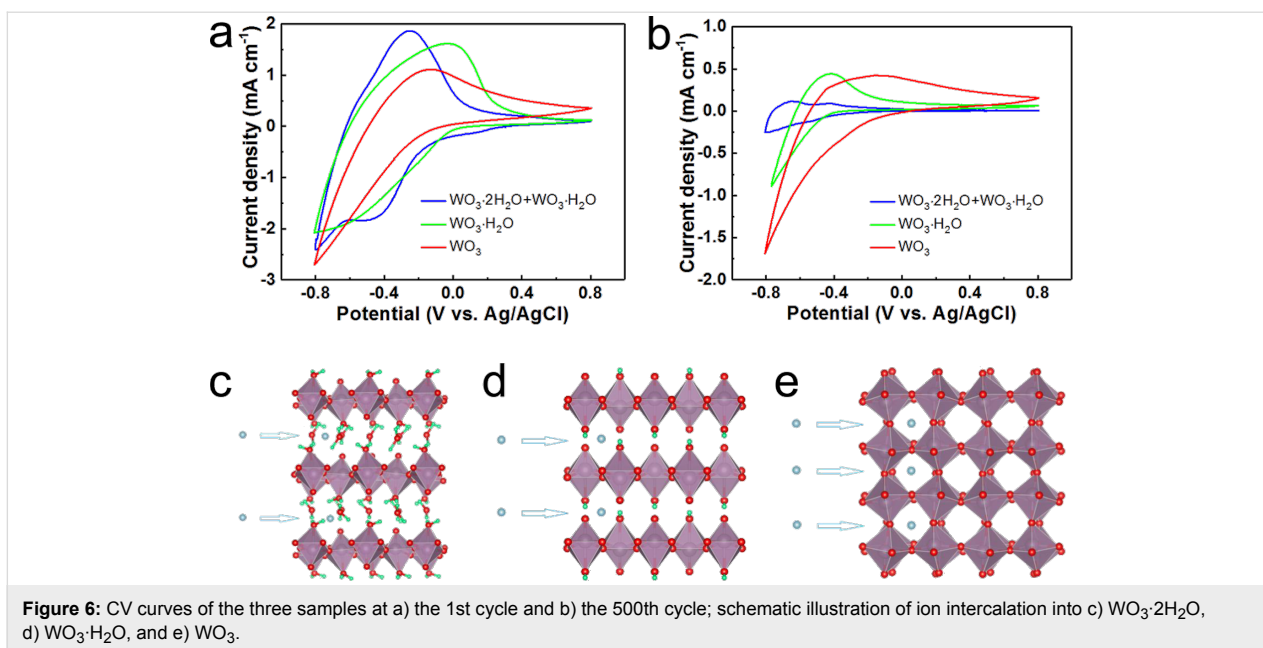 a
Current density (mA cm⁻¹)
2
1
0
-1
-2
-3
WO₃·2H₂O+WO₃·H₂O
WO₃·H₂O
WO₃
-0.8 -0.4 0.0 0.4 0.8
Potential (V vs. Ag/AgCl)
b
Current density (mA cm⁻¹)
1.0
0.5
0.0
-0.5
-1.0
-1.5
-2.0
WO₃·2H₂O+WO₃·H₂O
WO₃·H₂O
WO₃
-0.8 -0.4 0.0 0.4 0.8
Potential (V vs. Ag/AgCl)
c
d
e
Figure 6: CV curves of the three samples at a) the 1st cycle and b) the 500th cycle; schematic illustration of ion intercalation into c) WO₃·2H₂O,
d) WO₃·H₂O, and e) WO₃.